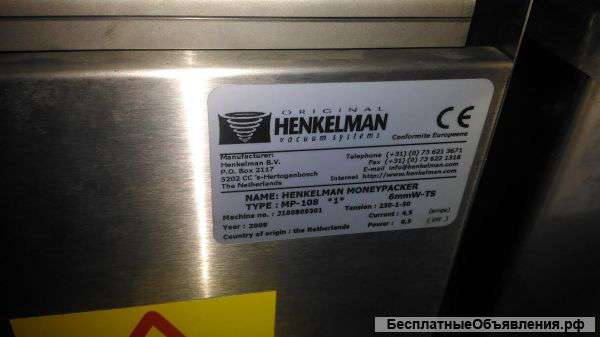 ORIGINAL
HENKELMAN
vacuum systems
CE
Conformite Europeene
Manufacturer:
Henkelman B.V.
P.O. Box 2117
5202 CC 's-Hertogenbosch
The Netherlands
Telephone (+31) (0) 73 621 3671
Fax (+31) (0) 73 622 1318
E-mail info@henkelman.com
Internet http://www.henkelman.com
NAME: HENKELMAN MONEYPACKER
TYPE : MP-108 "1" 6mmW-TS
Machine no. : 2100800301 Tension : 230-1-50
Year : 2008 Current : 4,5 (amps)
Country of origin : the Netherlands Power : 0,5 (kW)
БесплатныеОбъявления.рф